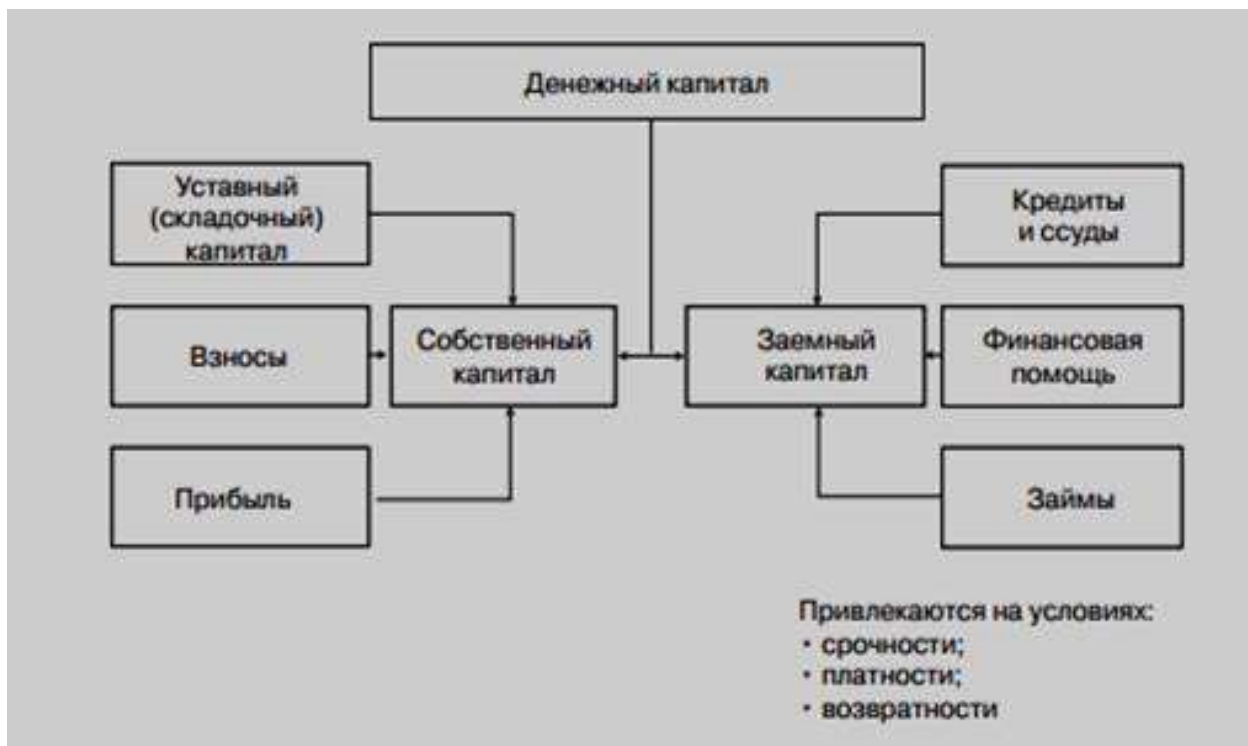 Денежный капитал
Уставный
(складочный)
капитал
Кредиты
и ссуды
Взносы
Собственный
капитал
Заемный
капитал
Финансовая
помощь
Прибыль
Займы
Привлекаются на условиях:
• срочности;
• платности;
• возвратности